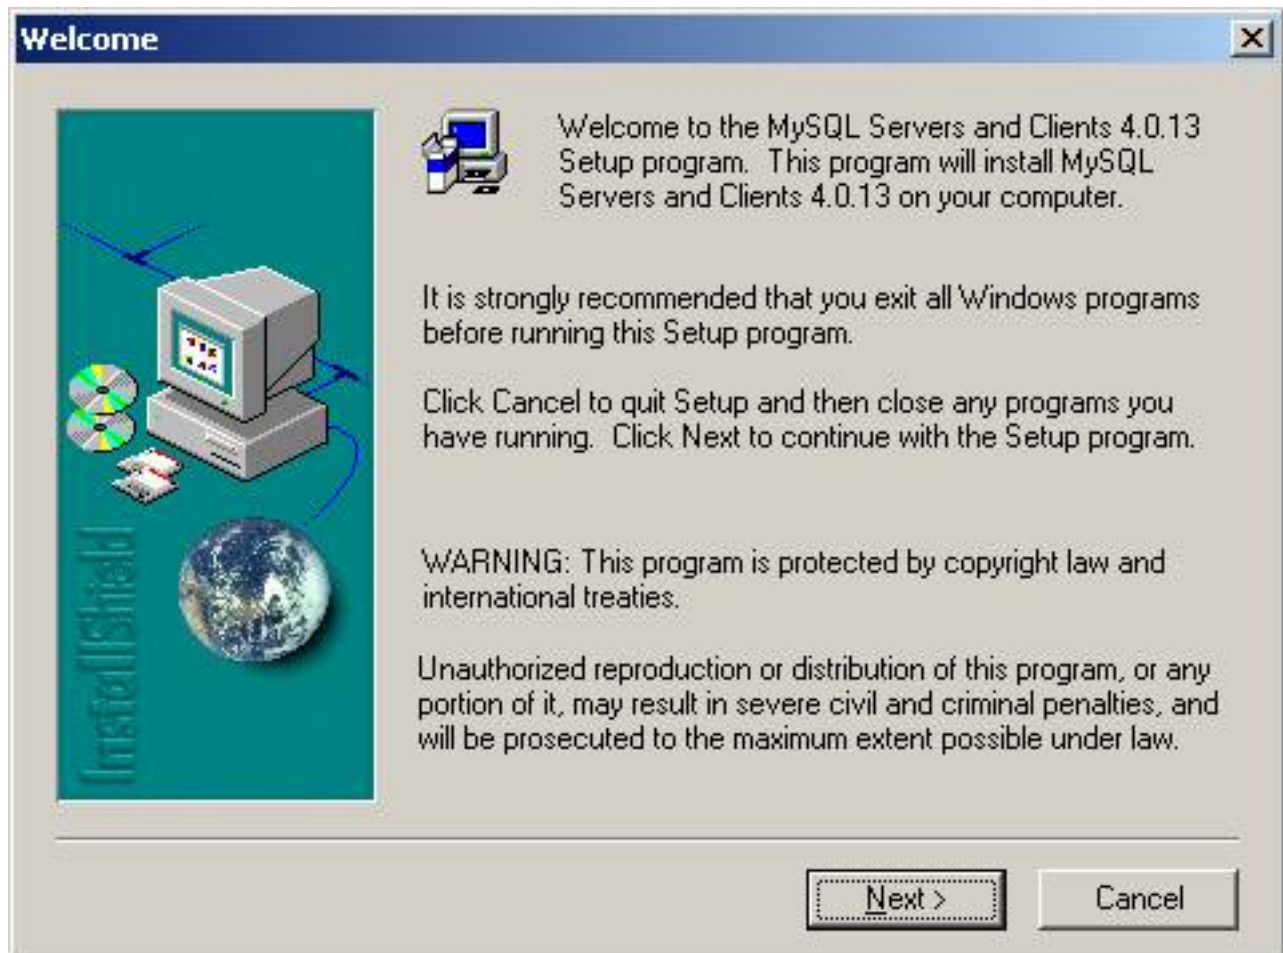 Welcome
Welcome to the MySQL Servers and Clients 4.0.13
Setup program.  This program will install MySQL
Servers and Clients 4.0.13 on your computer.
It is strongly recommended that you exit all Windows programs
before running this Setup program.
Click Cancel to quit Setup and then close any programs you
have running.  Click Next to continue with the Setup program.
WARNING: This program is protected by copyright law and
international treaties.
Unauthorized reproduction or distribution of this program, or any
portion of it, may result in severe civil and criminal penalties, and
will be prosecuted to the maximum extent possible under law.
InstallShield
Next >
Cancel